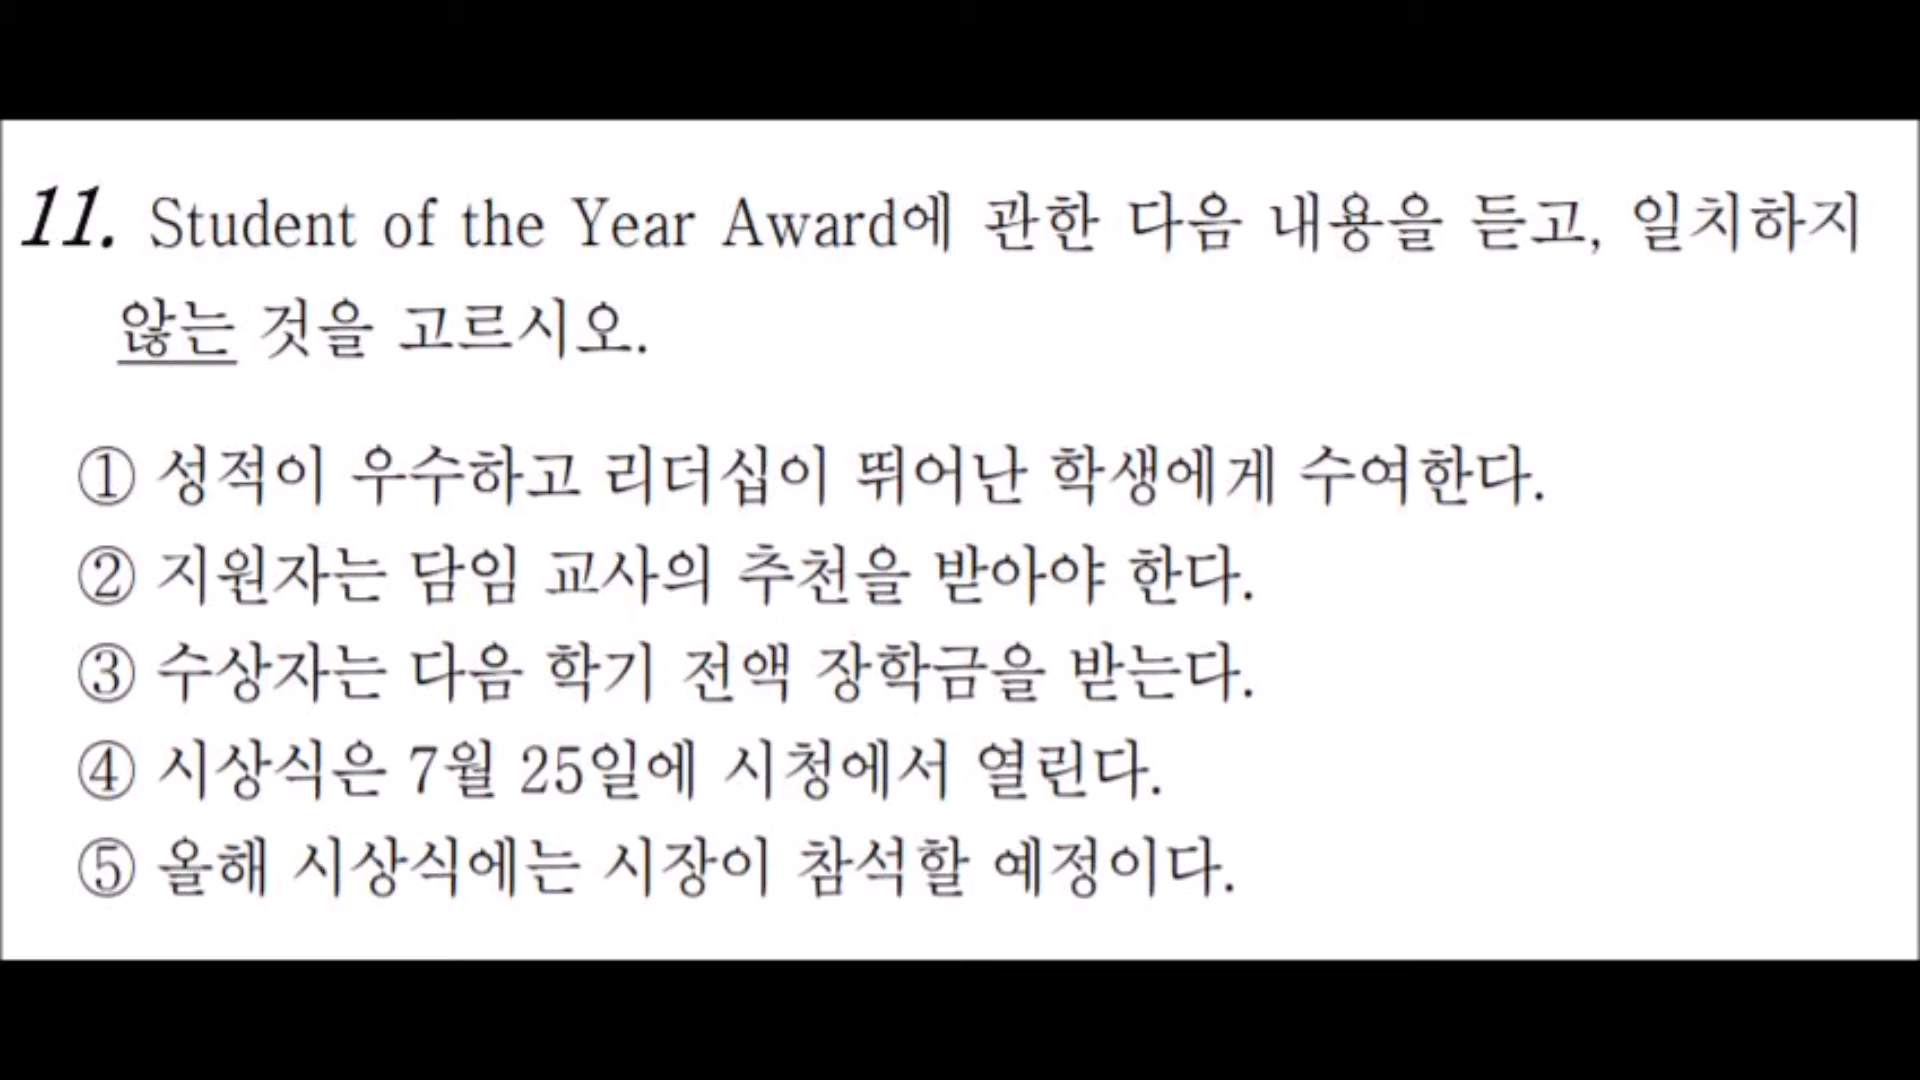 11. Student of the Year Award에 관한 다음 내용을 듣고, 일치하지
않는 것을 고르시오.
① 성적이 우수하고 리더십이 뛰어난 학생에게 수여한다.
② 지원자는 담임 교사의 추천을 받아야 한다.
③ 수상자는 다음 학기 전액 장학금을 받는다.
④ 시상식은 7월 25일에 시청에서 열린다.
⑤ 올해 시상식에는 시장이 참석할 예정이다.